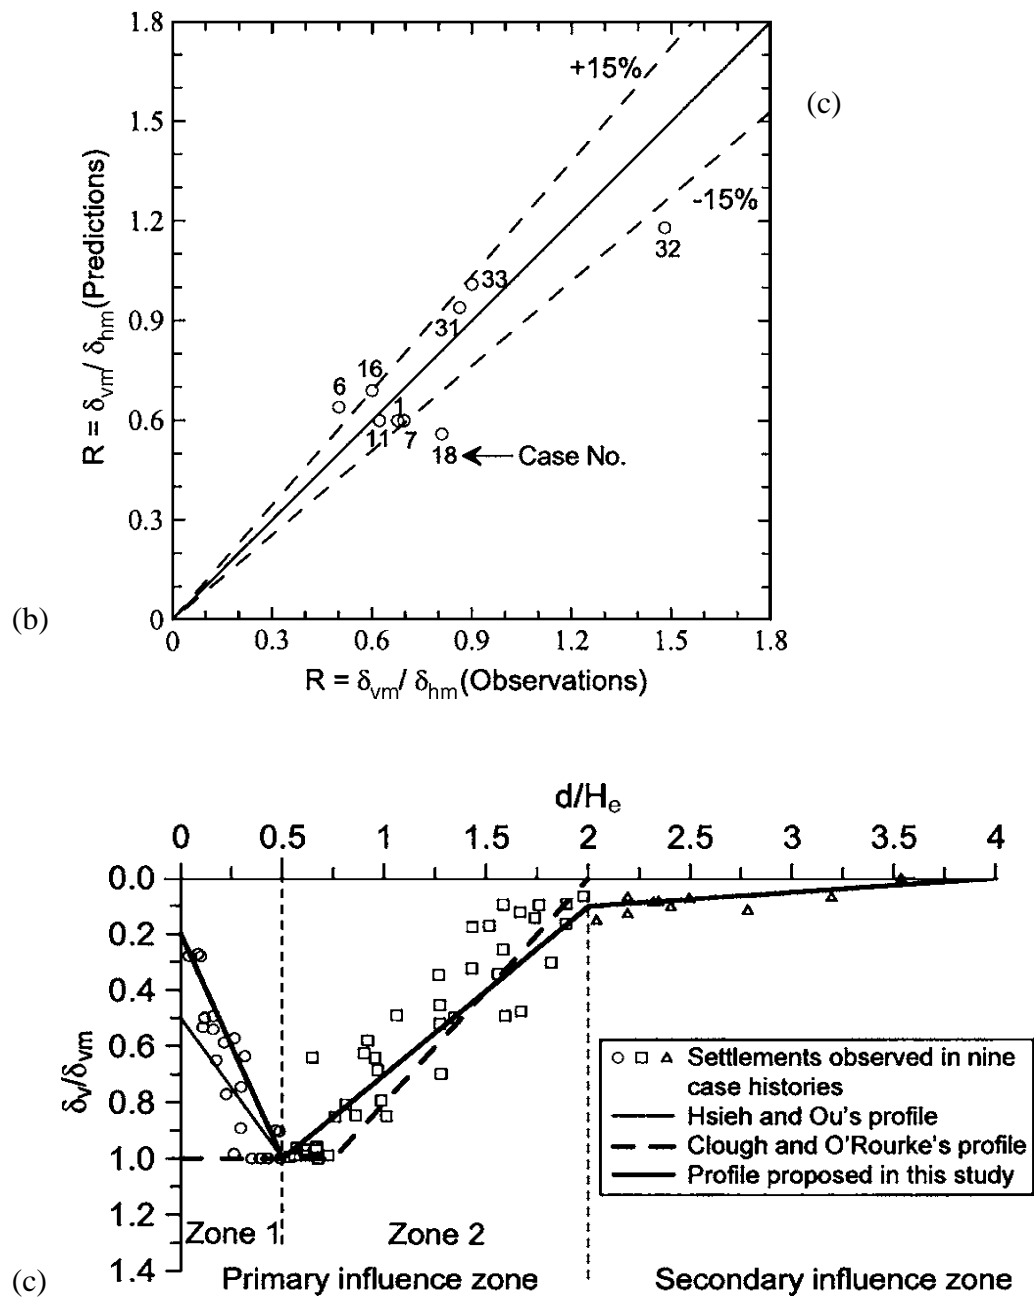 1.8
+15%
(c)
1.5
-15%
1.2
32
33
0.9
31
16
6
1
0.6
11
7
18
Case No.
0.3
0
0
0.3
0.6
0.9
1.2
1.5
1.8
R = δvm/ δhm (Predictions)
R = δvm/ δhm (Observations)
(b)
d/He
0
0.5
1
1.5
2
2.5
3
3.5
4
0.0
0.2
0.4
0.6
0.8
1.0
1.2
1.4
δv/δvm
Settlements observed in nine
case histories
Hsieh and Ou's profile
Clough and O'Rourke's profile
Profile proposed in this study
Zone 1
Zone 2
(c)
Primary influence zone
Secondary influence zone